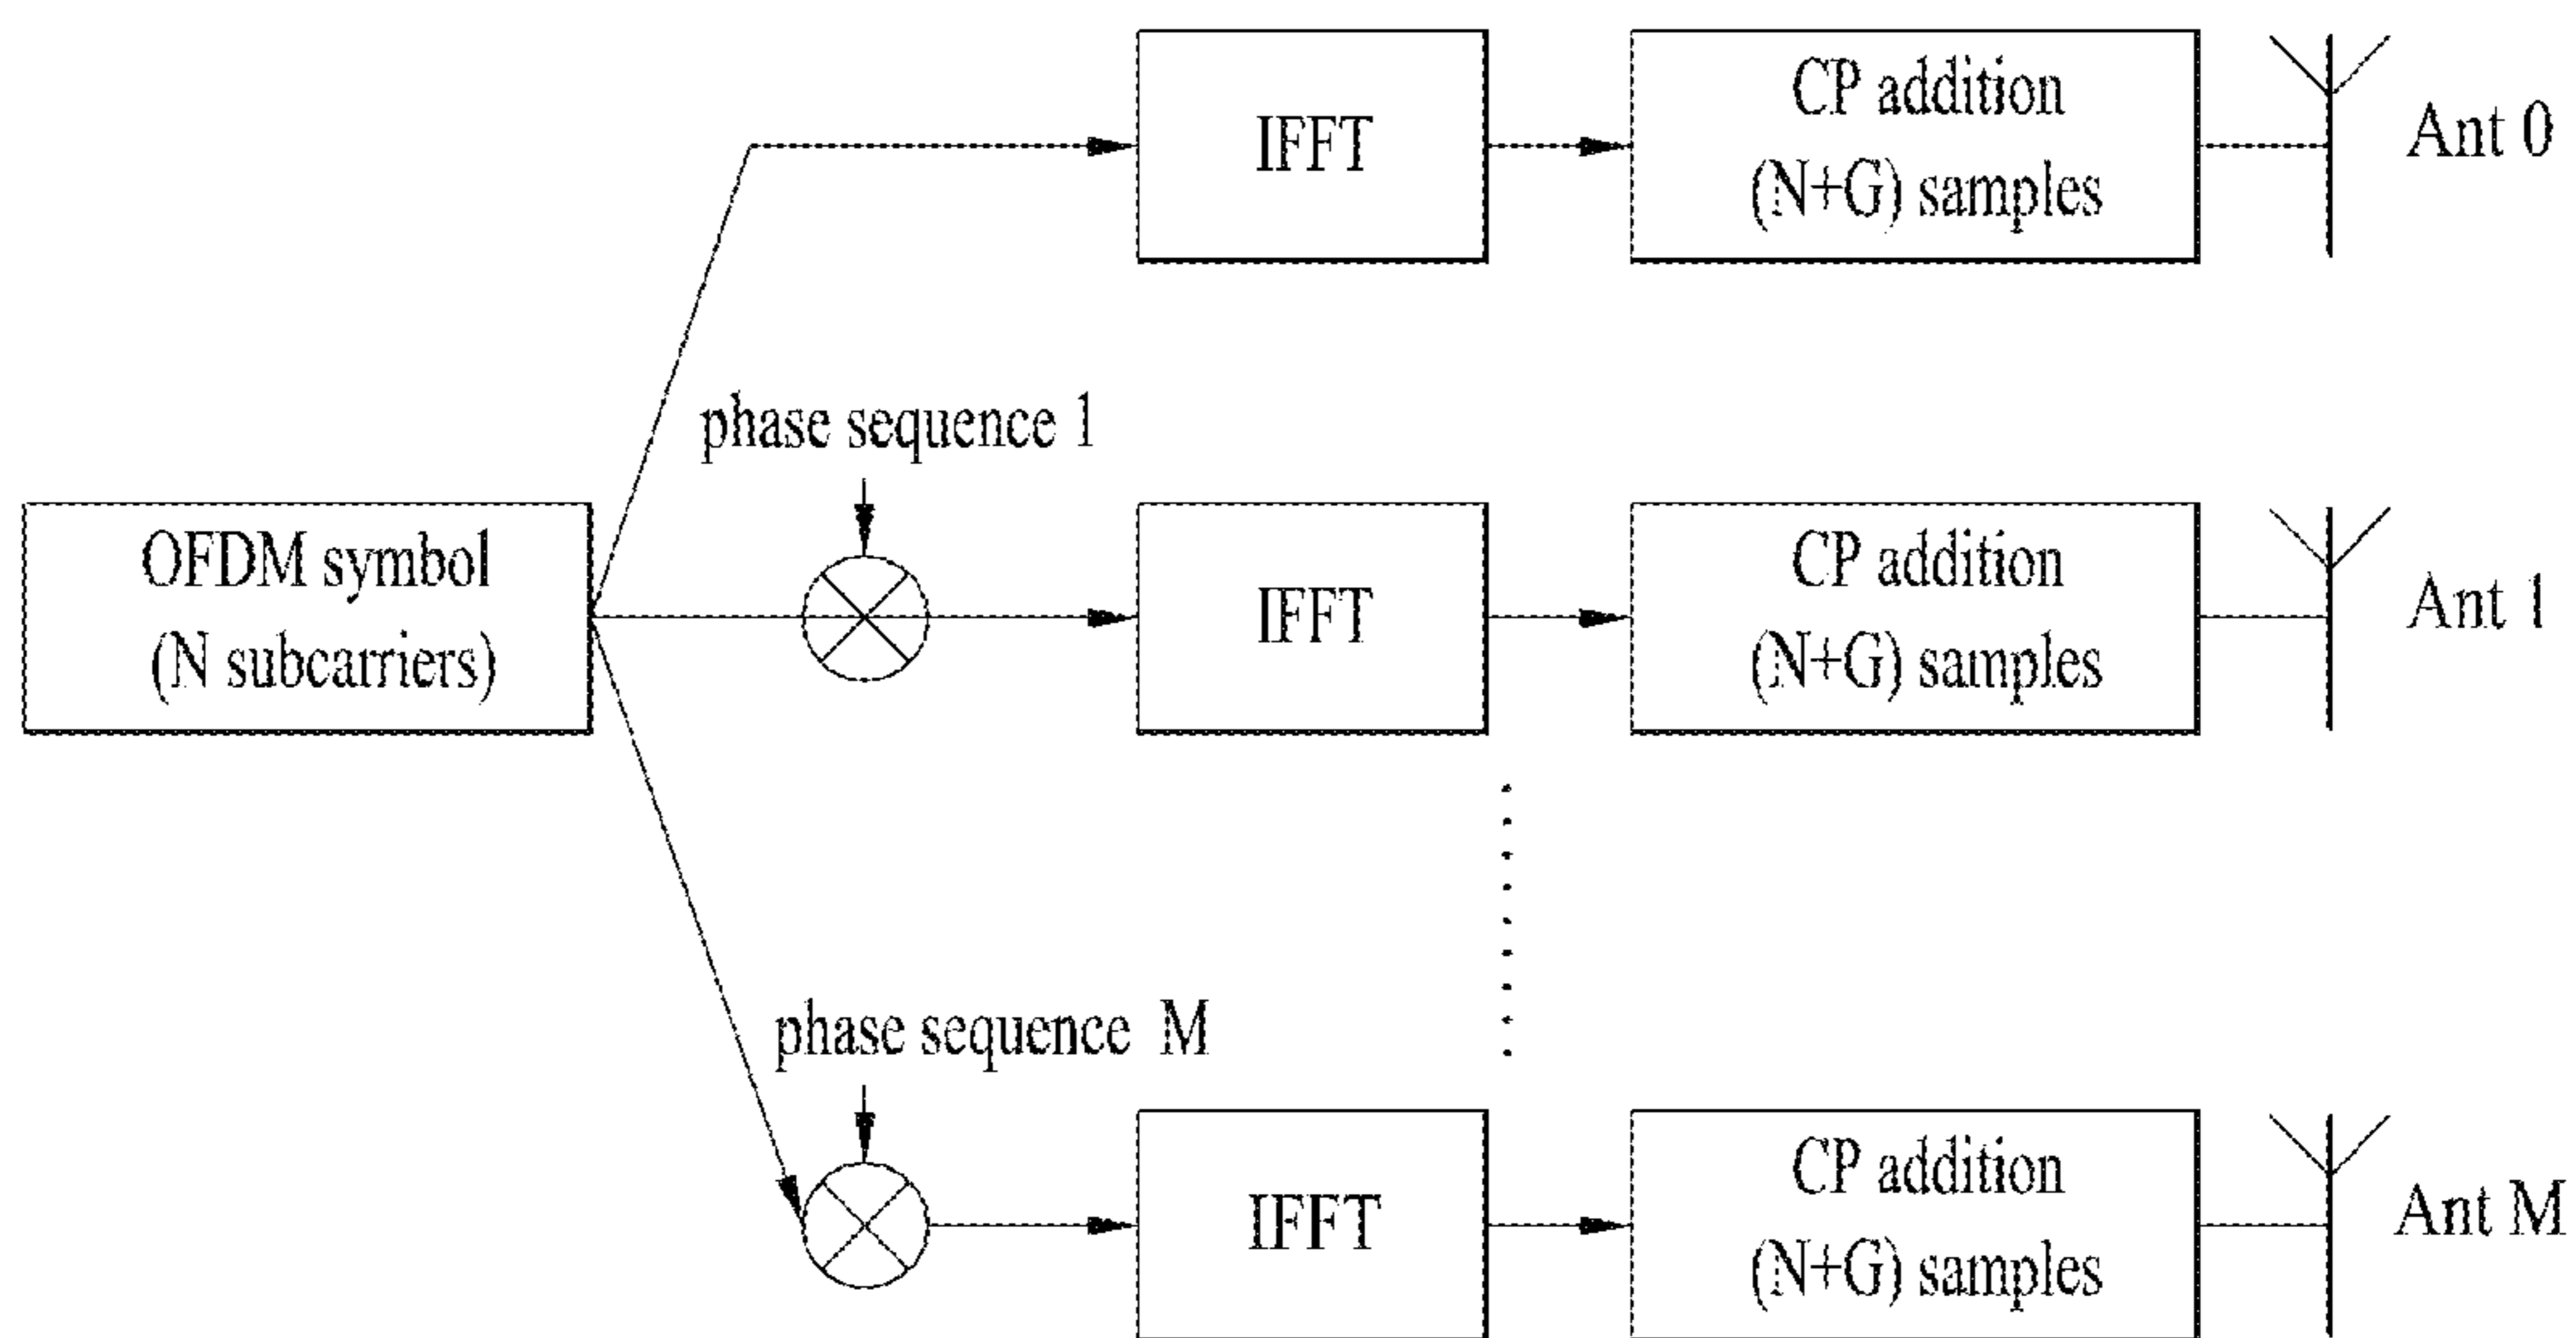 IFFT
CP addition
(N+G) samples
Ant 0
phase sequence 1
OFDM symbol
(N subcarriers)
IFFT
CP addition
(N+G) samples
Ant 1
phase sequence M
IFFT
CP addition
(N+G) samples
Ant M